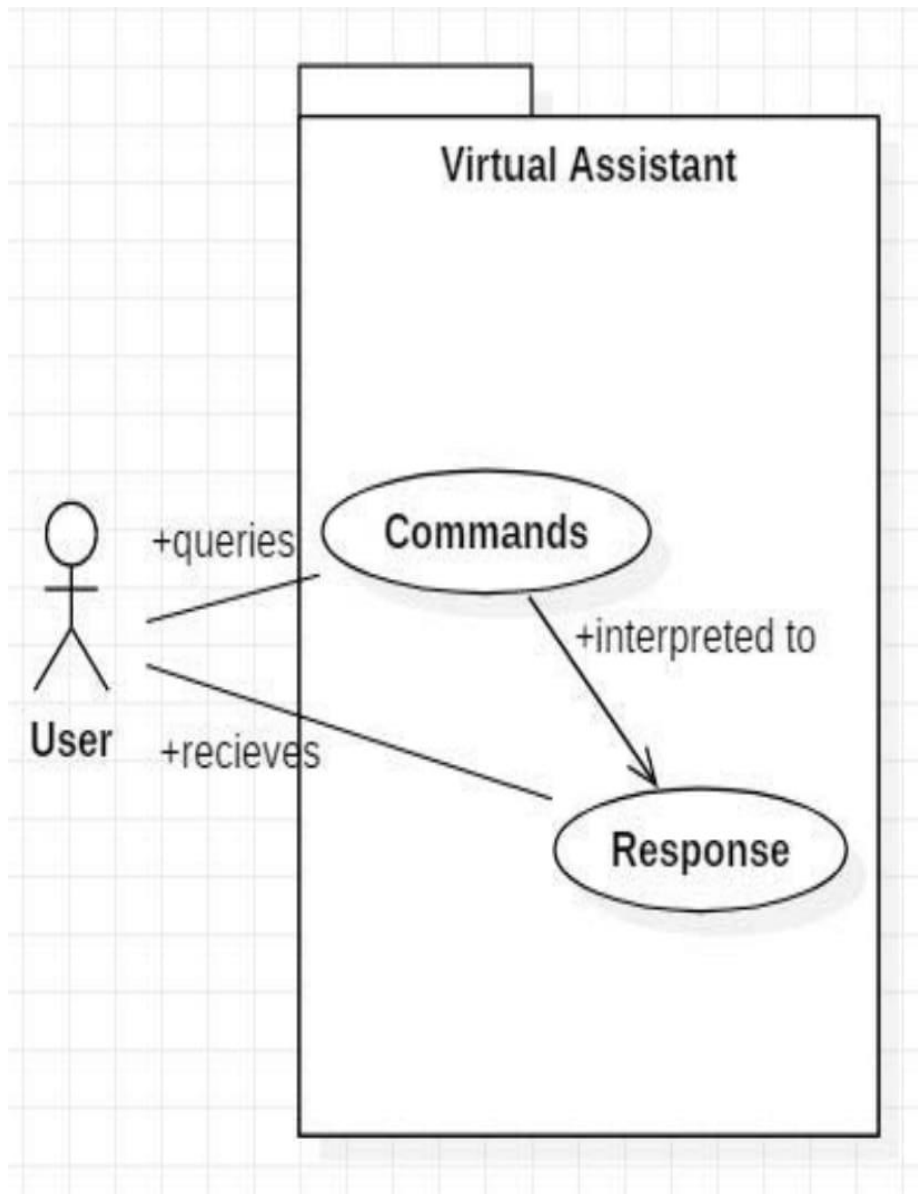 Virtual Assistant
+queries
Commands
+interpreted to
User
+recieves
Response